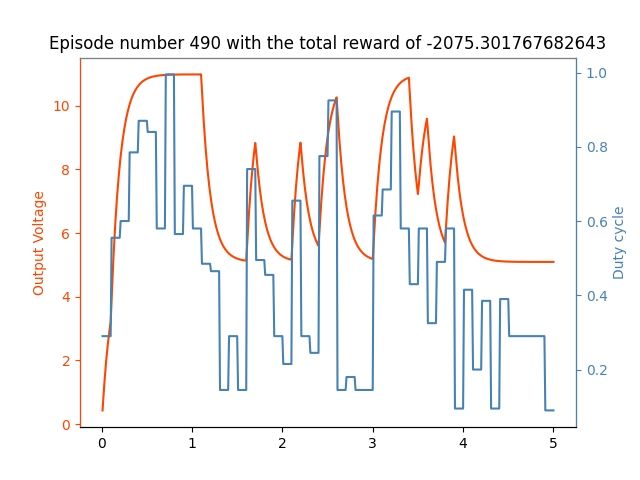 Episode number 490 with the total reward of -2075.301767682643
Output Voltage
10
8
6
4
2
0
0 1 2 3 4 5
1.0
0.8
0.6
0.4
0.2
Duty cycle